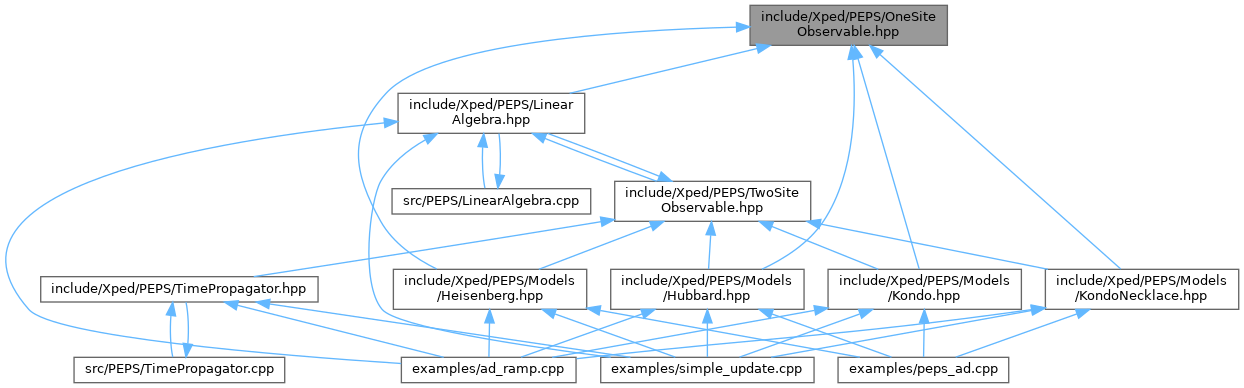 include/Xped/PEPS/OneSite
Observable.hpp
include/Xped/PEPS/Linear
Algebra.hpp
src/PEPS/LinearAlgebra.cpp
include/Xped/PEPS/TwoSite
Observable.hpp
include/Xped/PEPS/TimePropagator.hpp
include/Xped/PEPS/Models
/Heisenberg.hpp
include/Xped/PEPS/Models
/Hubbard.hpp
include/Xped/PEPS/Models
/Kondo.hpp
include/Xped/PEPS/Models
/KondoNecklace.hpp
src/PEPS/TimePropagator.cpp
examples/ad_ramp.cpp
examples/simple_update.cpp
examples/peps_ad.cpp